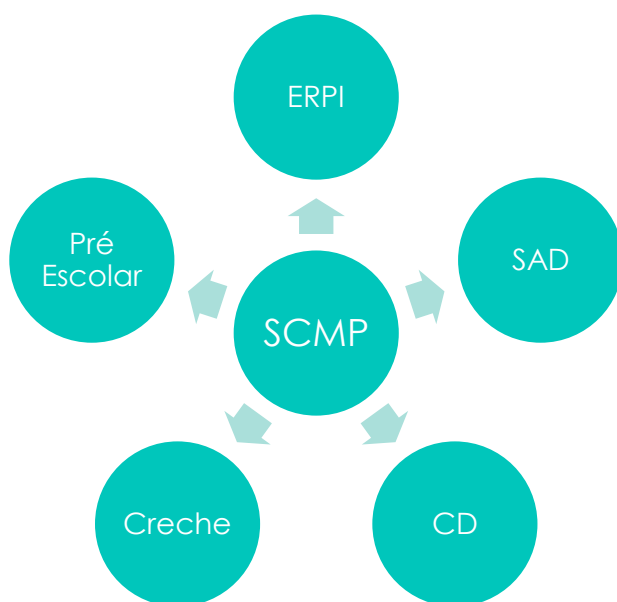 ERPI
Pré
Escolar
SAD
SCMP
Creche
CD